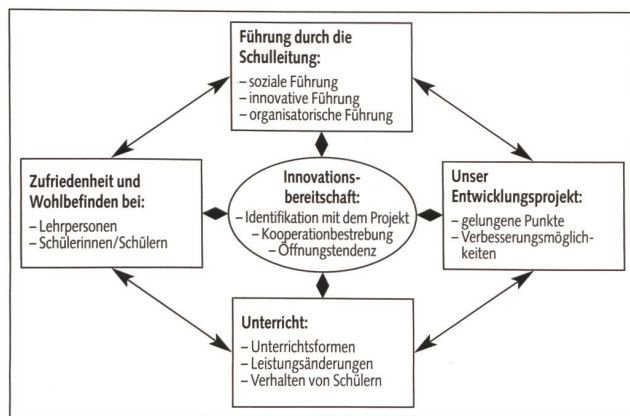 Führung durch die
Schulleitung:
– soziale Führung
– innovative Führung
– organisatorische Führung
Zufriedenheit und
Wohlbefinden bei:
– Lehrpersonen
– Schülerinnen/Schülern
Innovations-
bereitschaft:
– Identifikation mit dem Projekt
– Kooperationbestrebung
– Öffnungstendenz
Unser
Entwicklungsprojekt:
– gelungene Punkte
– Verbesserungsmöglich-
keiten
Unterricht:
– Unterrichtsformen
– Leistungsänderungen
– Verhalten von Schülern